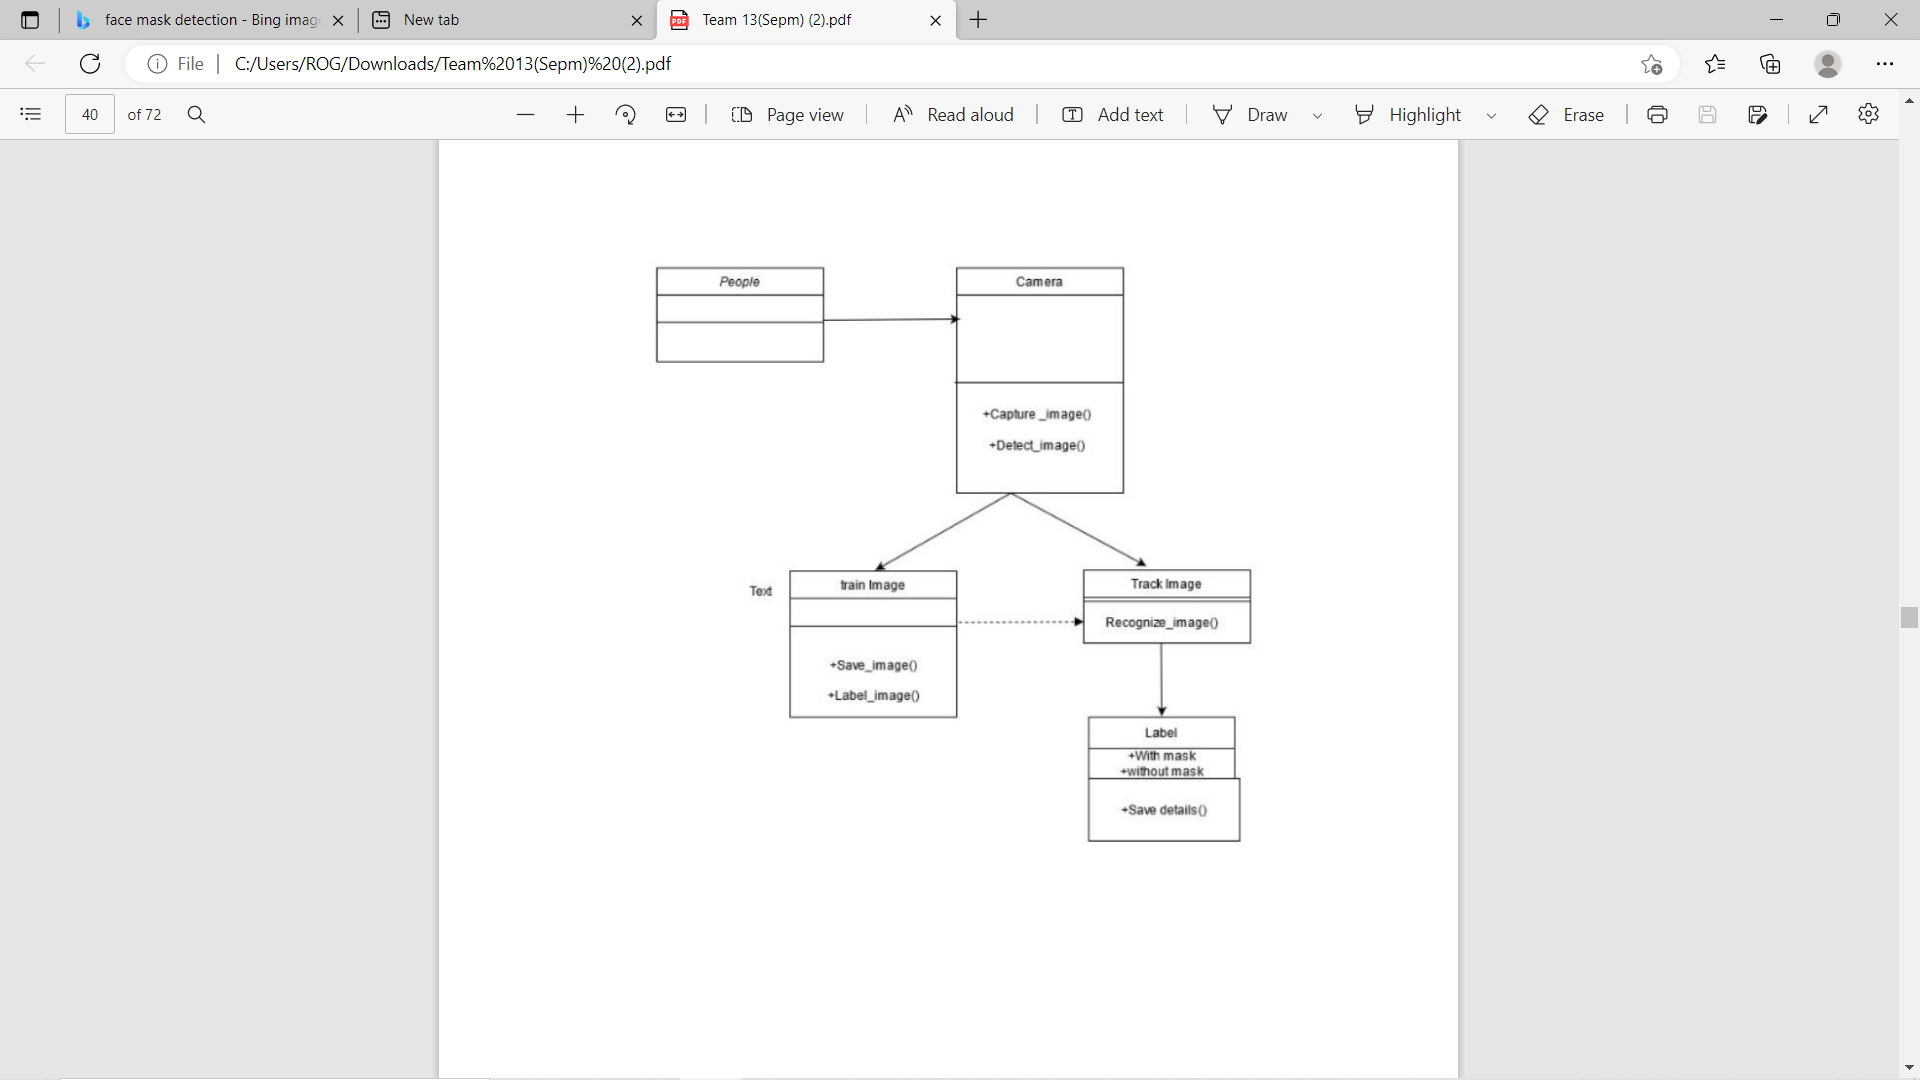 face mask detection - Bing imag
New tab
Team 13(Sepm) (2).pdf
File
C:/Users/ROG/Downloads/Team%2013(Sepm)%20(2).pdf
40 of 72
Page view
Read aloud
Add text
Draw
Highlight
Erase
People
Camera
+Capture _image()
+Detect_image()
Text
train Image
+Save_image()
+Label_image()
Track Image
Recognize_image()
Label
+With mask
+without mask
+Save details()